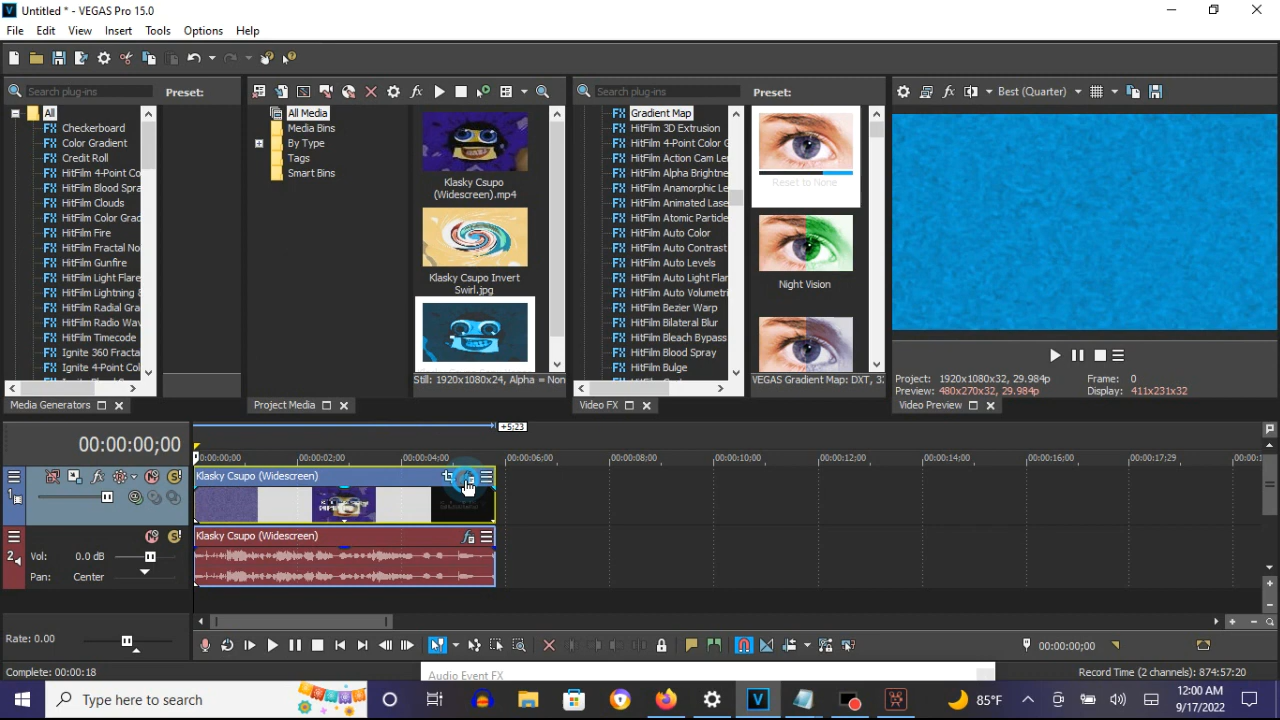 Untitled * - VEGAS Pro 15.0
File Edit View Insert Tools Options Help
Search plug-ins
Preset:
All
Checkerboard
Color Gradient
Credit Roll
HitFilm 4-Point Co
HitFilm Blood Spra
HitFilm Clouds
HitFilm Color Grad
HitFilm Fire
HitFilm Fractal No
HitFilm Gunfire
HitFilm Light Flare
HitFilm Lightning &
HitFilm Radial Gra
HitFilm Radio Wav
HitFilm Timecode
Ignite 360 Fracta
Ignite 4-Point Col
Media Generators
All Media
Media Bins
By Type
Tags
Smart Bins
Klasky Csupo
(Widescreen).mp4
Klasky Csupo Invert
Swirl.jpg
Still: 1920x1080x24, Alpha = Non
Project Media
Search plug-ins
Preset:
Gradient Map
HitFilm 3D Extrusion
HitFilm 4-Point Color G
HitFilm Action Cam Le
HitFilm Alpha Brightne
HitFilm Anamorphic Le
HitFilm Animated Lase
HitFilm Atomic Particle
HitFilm Auto Color
HitFilm Auto Contrast
HitFilm Auto Levels
HitFilm Auto Light Flar
HitFilm Auto Volumetri
HitFilm Bezier Warp
HitFilm Bilateral Blur
HitFilm Bleach Bypass
HitFilm Blood Spray
HitFilm Bulge
Reset to None
Night Vision
VEGAS Gradient Map: DXT, 32
Video FX
Best (Quarter)
Project: 1920x1080x32, 29.984p
Frame: 0
Preview: 480x270x32, 29.984p
Display: 411x231x32
Video Preview
00:00:00;00
+5;23
00:00:00;00 00:00:02;00 00:00:04;00 00:00:06;00 00:00:08;00 00:00:10;00 00:00:12;00 00:00:14;00 00:00:16;00 00:00:17;29
1
Klasky Csupo (Widescreen)
2
Klasky Csupo (Widescreen)
Vol: 0.0 dB
Pan: Center
Rate: 0.00
00:00:00;00
Complete: 00:00:18
Audio Event FX
Record Time (2 channels): 874:57:20
Type here to search
85°F
12:00 AM
9/17/2022